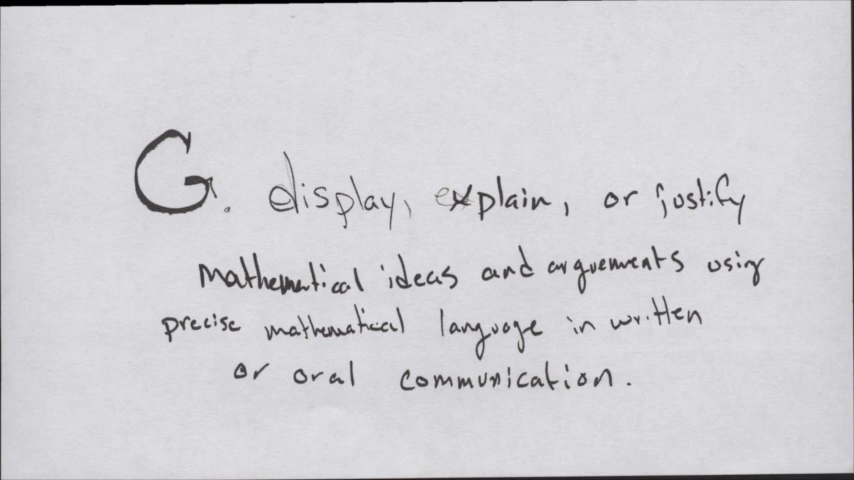 G. display, explain, or justify
mathematical ideas and arguements using
precise mathematical language in written
or oral communication.